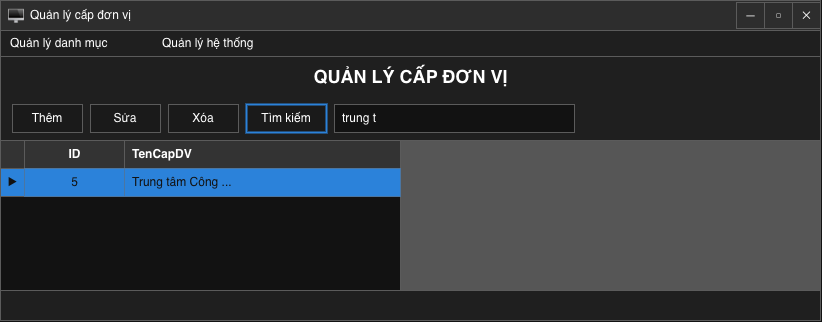 Quản lý cấp đơn vị
Quản lý danh mục Quản lý hệ thống
QUẢN LÝ CẤP ĐƠN VỊ
Thêm Sửa Xóa Tìm kiếm trung t
ID TenCapDV
5 Trung tâm Công ...